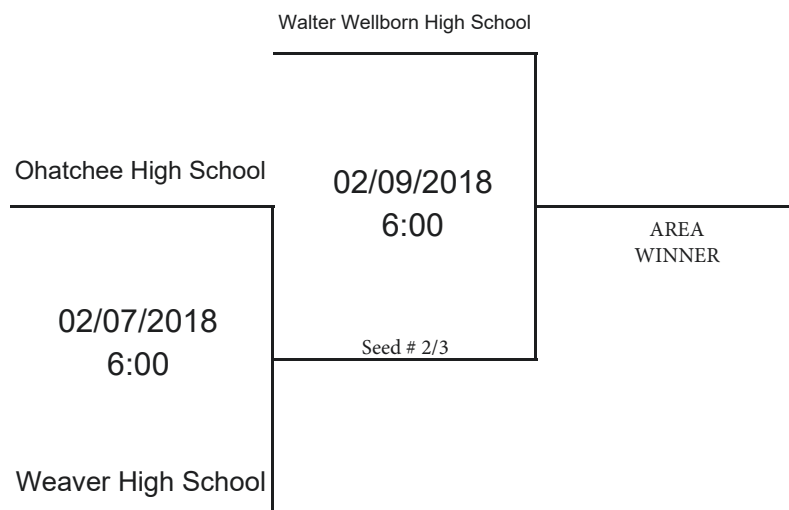 Walter Wellborn High School
Ohatchee High School
02/09/2018
6:00
AREA
WINNER
02/07/2018
6:00
Seed # 2/3
Weaver High School